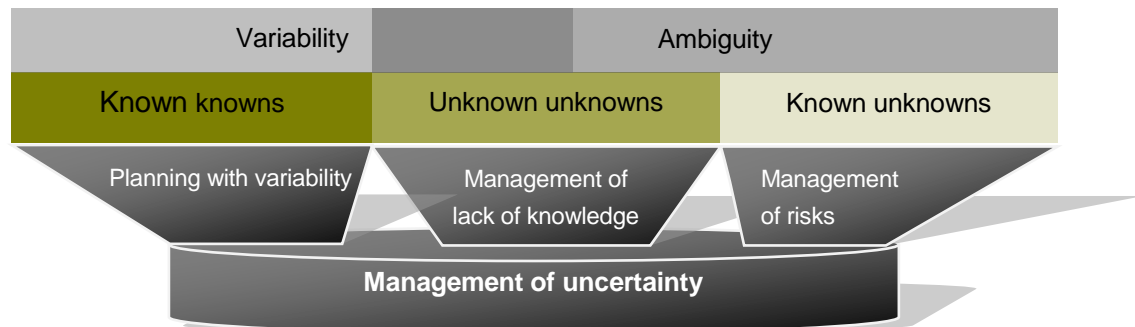 Variability Ambiguity
Known knowns Unknown unknowns Known unknowns
Planning with variability
Management of
lack of knowledge
Management
of risks
Management of uncertainty